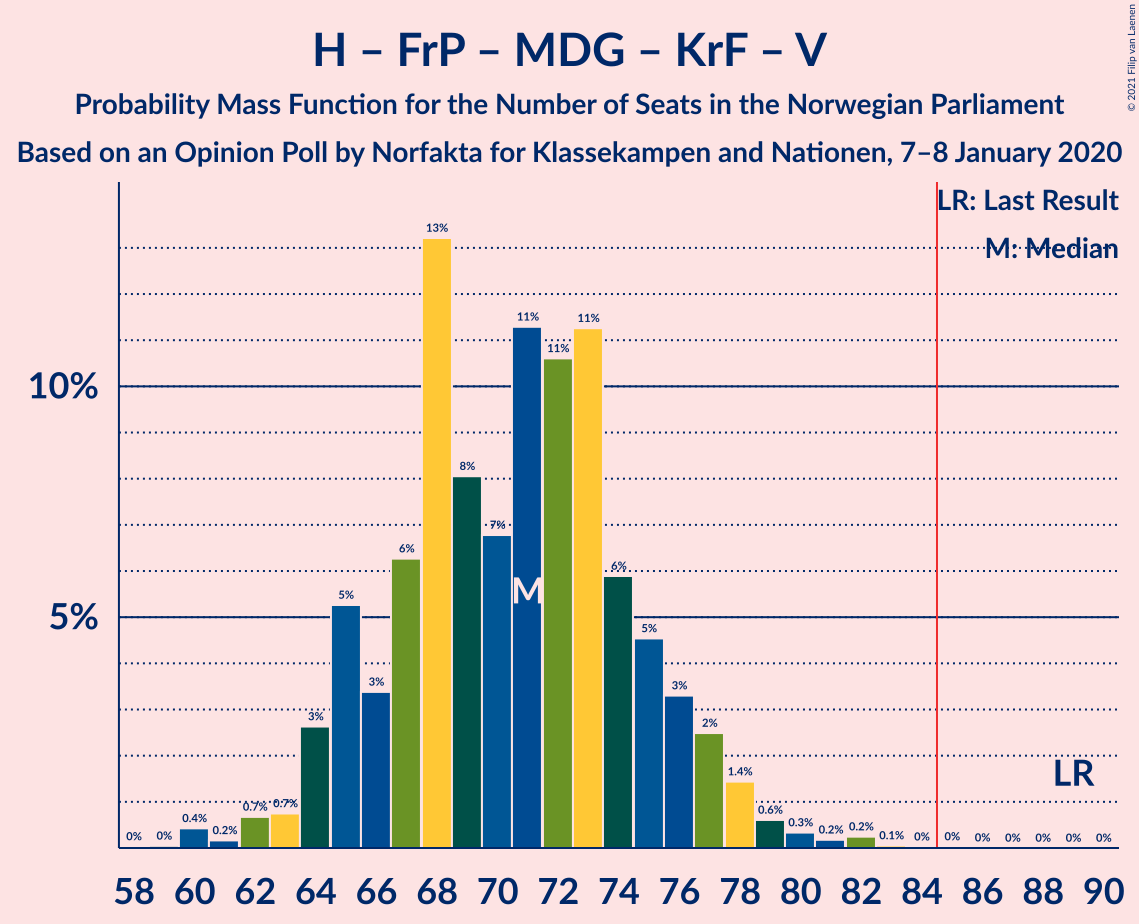 H – FrP – MDG – KrF – V
Probability Mass Function for the Number of Seats in the Norwegian Parliament
Based on an Opinion Poll by Norfakta for Klassekampen and Nationen, 7–8 January 2020
© 2021 Filip van Laenen
LR: Last Result
M: Median
10%
5%
0% 0% 0.4% 0.2% 0.7% 0.7% 3% 5% 3% 6% 13% 8% 7% 11% 11% 11% 6% 5% 3% 2% 1.4% 0.6% 0.3% 0.2% 0.2% 0.1% 0% 0% 0% 0% 0% 0% 0%
M
LR
58 60 62 64 66 68 70 72 74 76 78 80 82 84 86 88 90